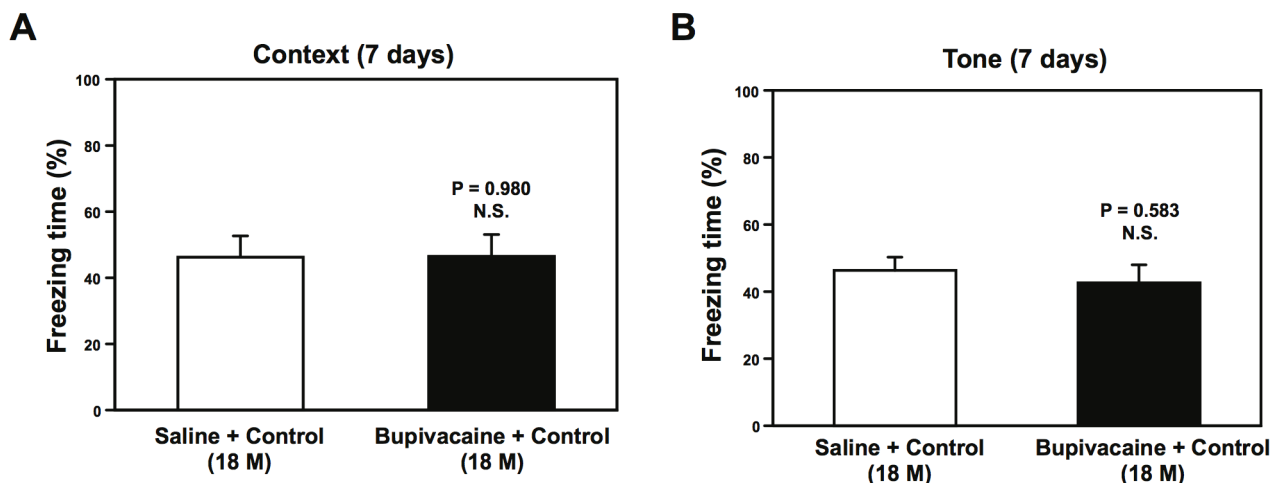 A
Context (7 days)
Freezing time (%)
100
80
60
40
20
0
P = 0.980
N.S.
Saline + Control
(18 M)
Bupivacaine + Control
(18 M)
B
Tone (7 days)
Freezing time (%)
100
80
60
40
20
0
P = 0.583
N.S.
Saline + Control
(18 M)
Bupivacaine + Control
(18 M)